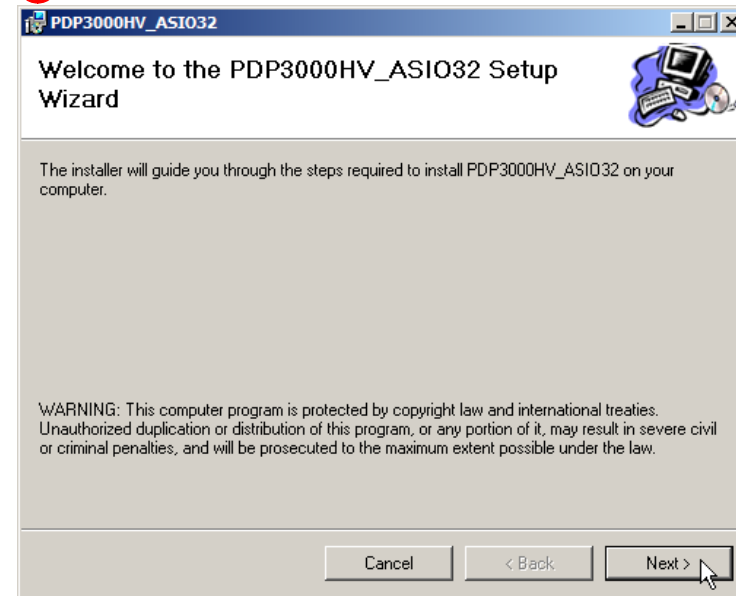 PDP3000HV_ASIO32
Welcome to the PDP3000HV_ASIO32 Setup
Wizard
The installer will guide you through the steps required to install PDP3000HV_ASIO32 on your
computer.
WARNING: This computer program is protected by copyright law and international treaties.
Unauthorized duplication or distribution of this program, or any portion of it, may result in severe civil
or criminal penalties, and will be prosecuted to the maximum extent possible under the law.
Cancel
< Back
Next >